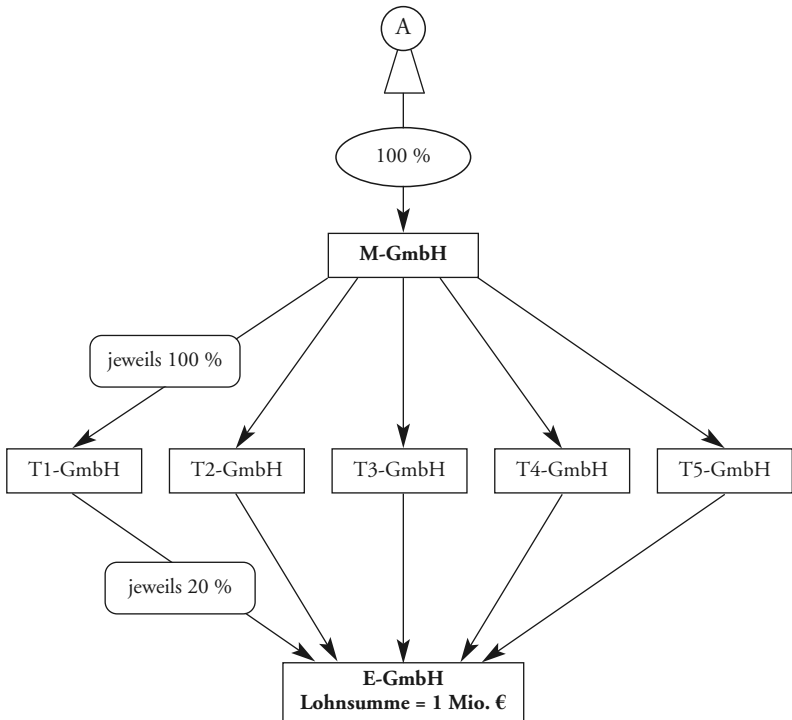 A
100 %
M-GmbH
jeweils 100 %
T1-GmbH
T2-GmbH
T3-GmbH
T4-GmbH
T5-GmbH
jeweils 20 %
E-GmbH
Lohnsumme = 1 Mio. €